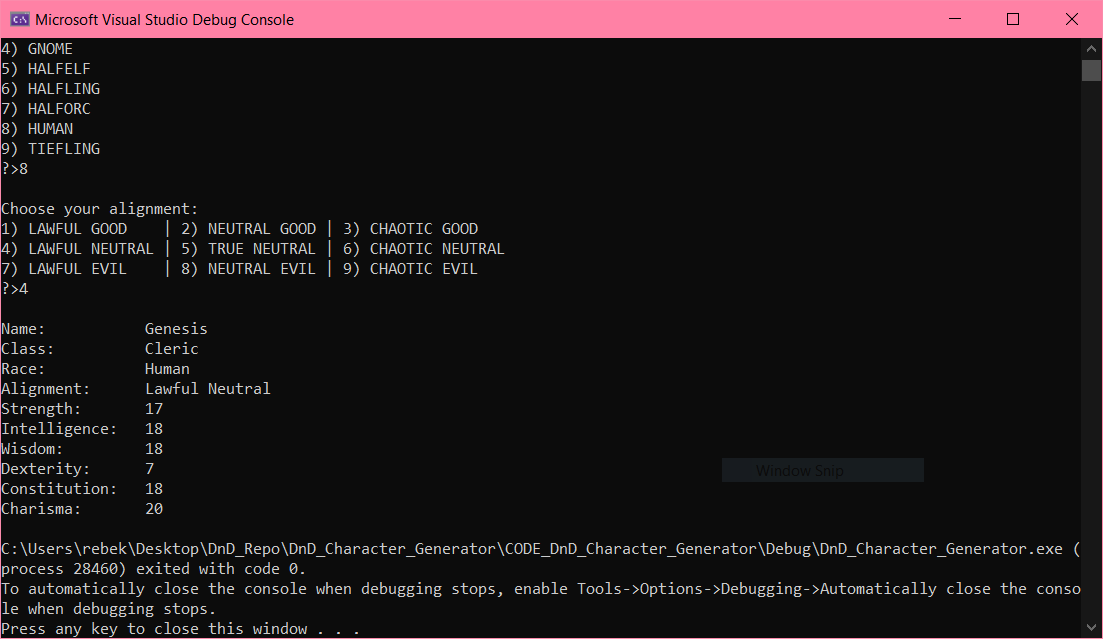 Microsoft Visual Studio Debug Console
4) GNOME
5) HALFELF
6) HALFLING
7) HALFORC
8) HUMAN
9) TIEFLING
?>8
Choose your alignment:
1) LAWFUL GOOD    | 2) NEUTRAL GOOD | 3) CHAOTIC GOOD
4) LAWFUL NEUTRAL | 5) TRUE NEUTRAL | 6) CHAOTIC NEUTRAL
7) LAWFUL EVIL    | 8) NEUTRAL EVIL | 9) CHAOTIC EVIL
?>4
Name:           Genesis
Class:          Cleric
Race:           Human
Alignment:      Lawful Neutral
Strength:       17
Intelligence:   18
Wisdom:         18
Dexterity:      7
Window Snip
Constitution:   18
Charisma:       20
C:\Users\rebek\Desktop\DnD_Repo\DnD_Character_Generator\CODE_DnD_Character_Generator\Debug\DnD_Character_Generator.exe (
process 28460) exited with code 0.
To automatically close the console when debugging stops, enable Tools->Options->Debugging->Automatically close the conso
le when debugging stops.
Press any key to close this window . . .